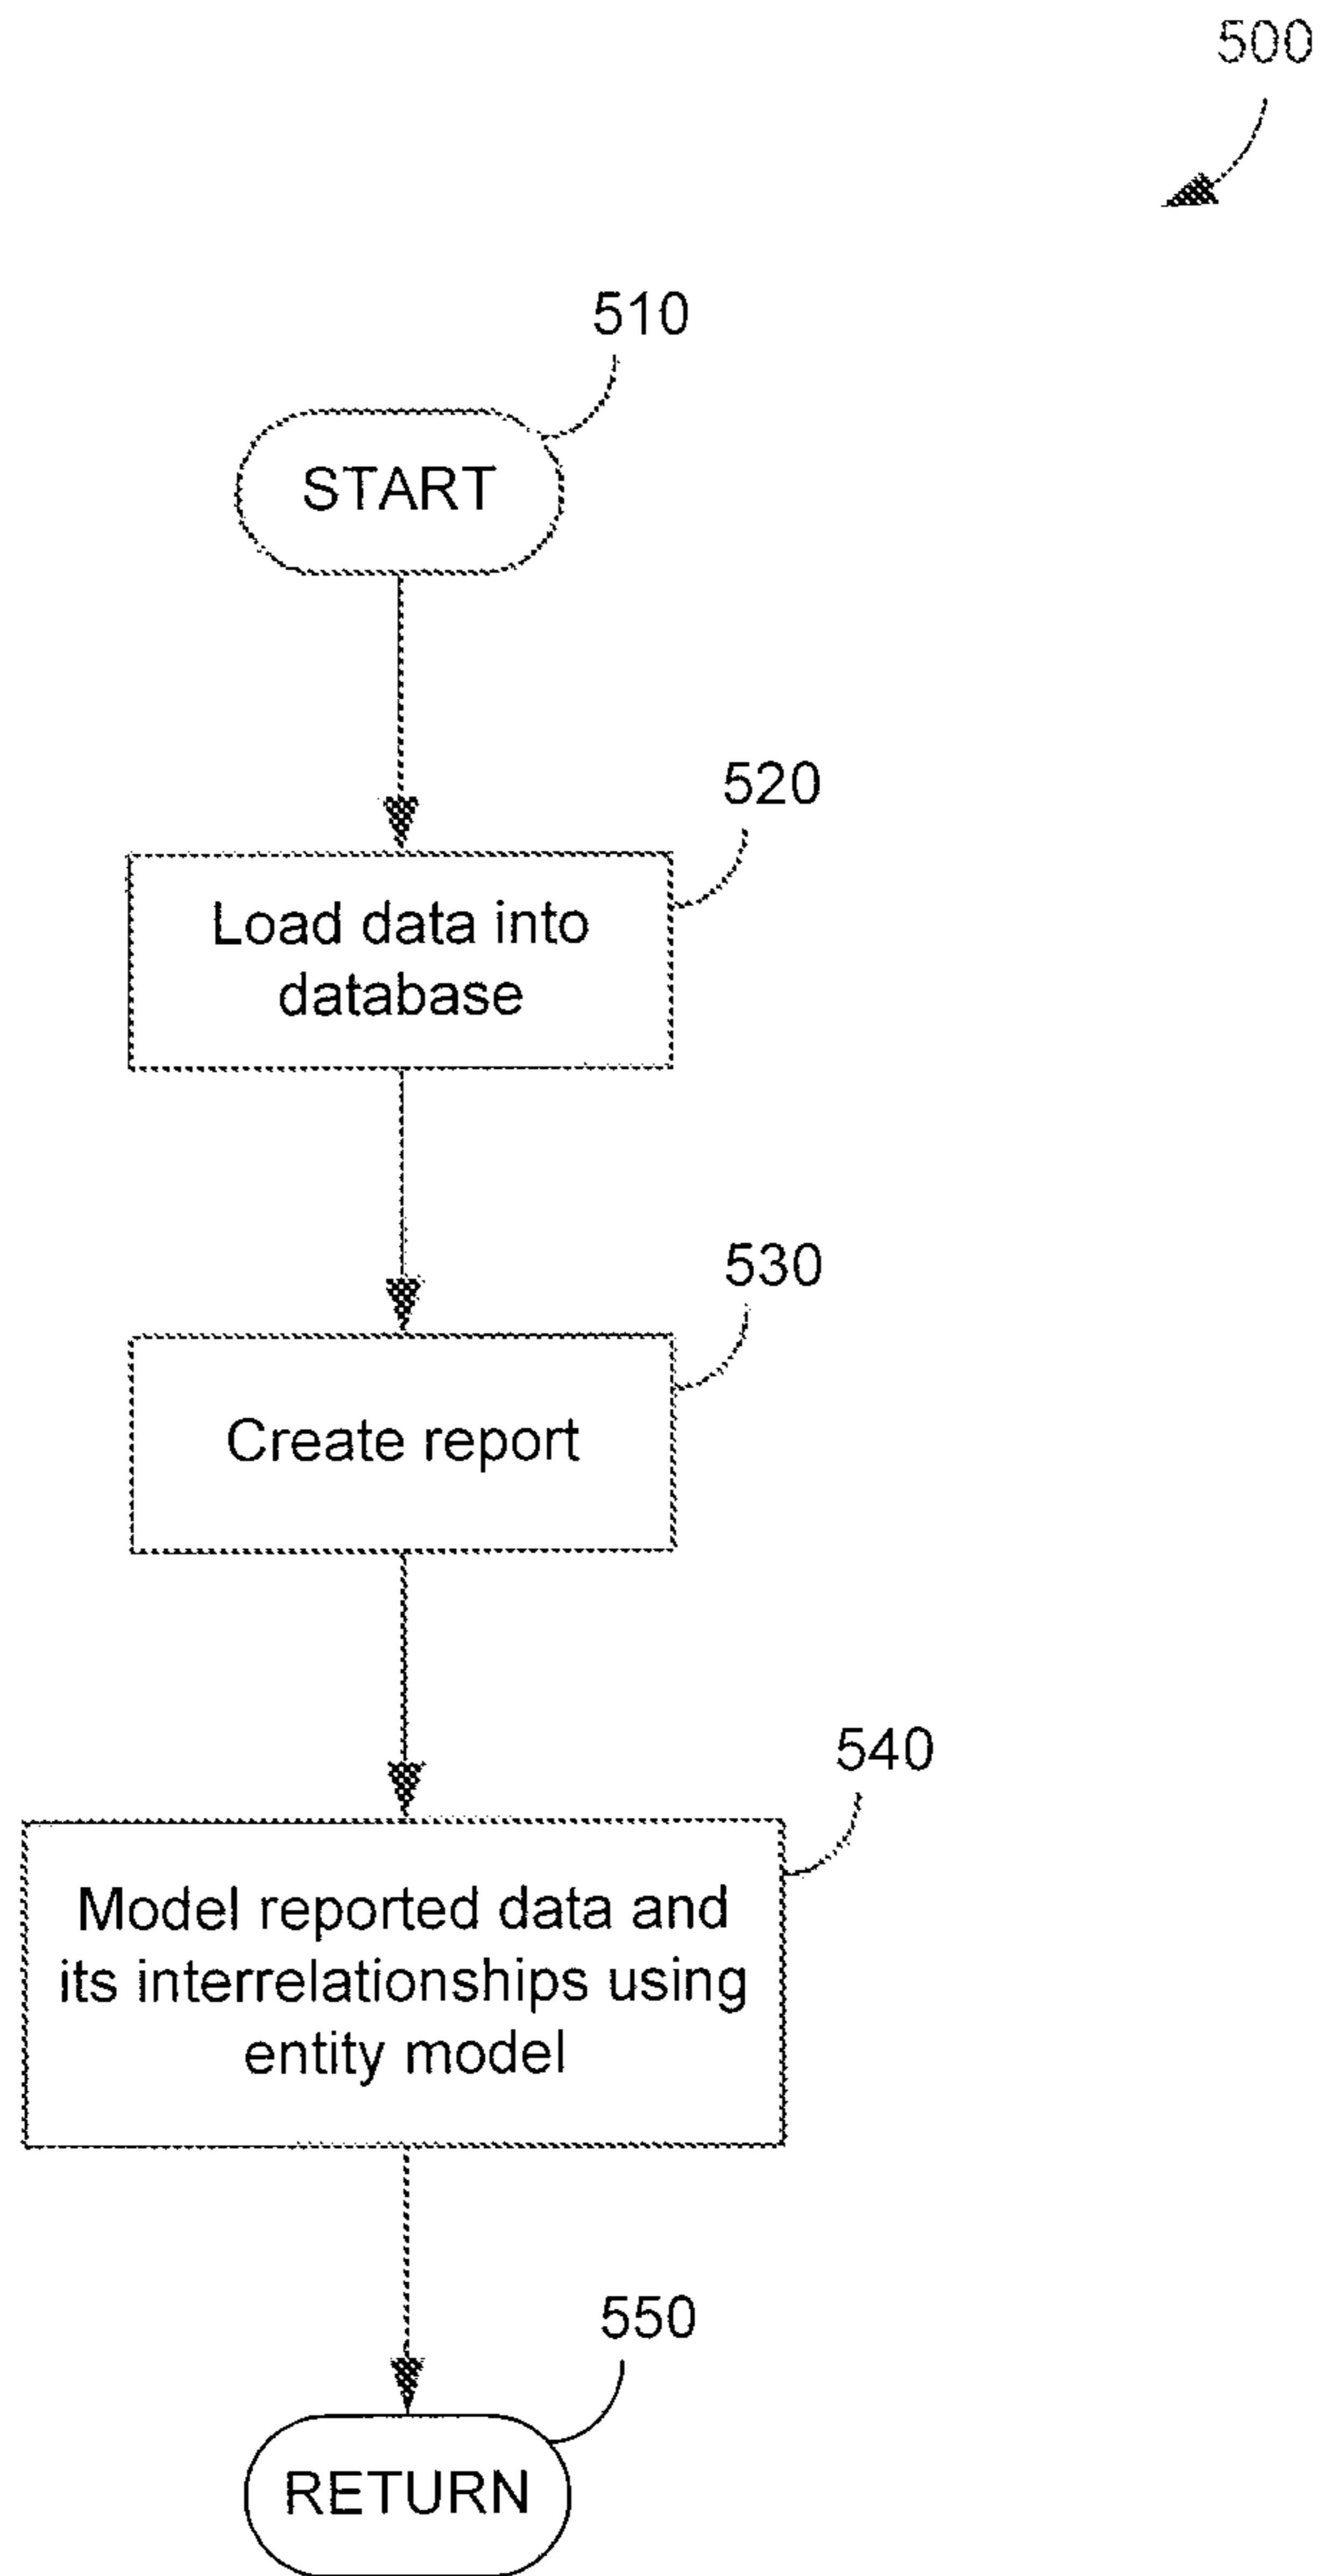 500
510
START
520
Load data into
database
530
Create report
540
Model reported data and
its interrelationships using
entity model
550
RETURN